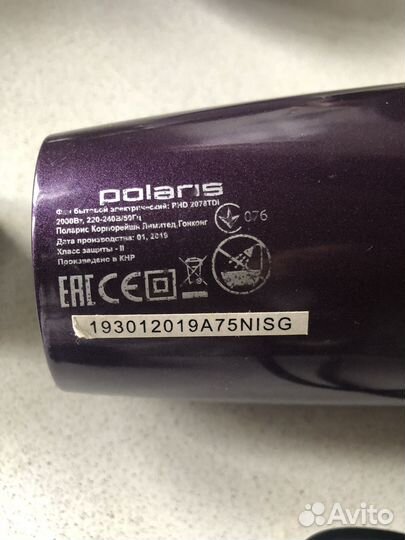 polaris
Фен бытовой электрический: PHD 2078TDi
2000Вт, 220-240В/50Гц
Поларис Корпорейшн Лимитед, Гонконг
Дата производства: 01, 2019
Класс защиты - II
Произведено в КНР
076
EAC CE
193012019A75NISG
Avito